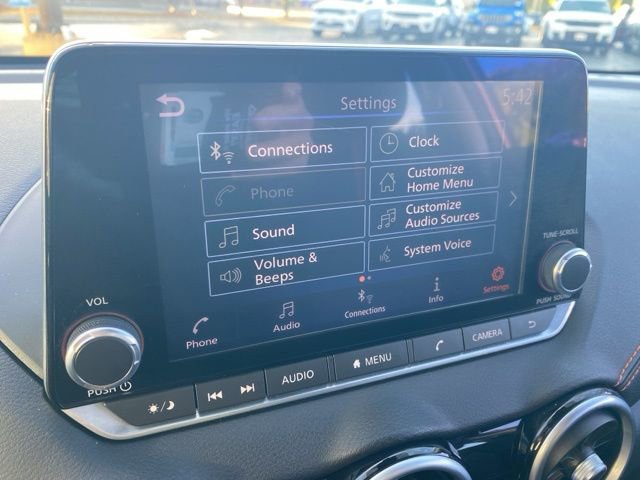 Settings
5:42
Connections
Clock
Phone
Customize
Home Menu
Sound
Customize
Audio Sources
Volume &
Beeps
System Voice
Phone
Audio
Connections
Info
Settings
VOL
PUSH
TUNE·SCROLL
PUSH SOUND
AUDIO
MENU
CAMERA